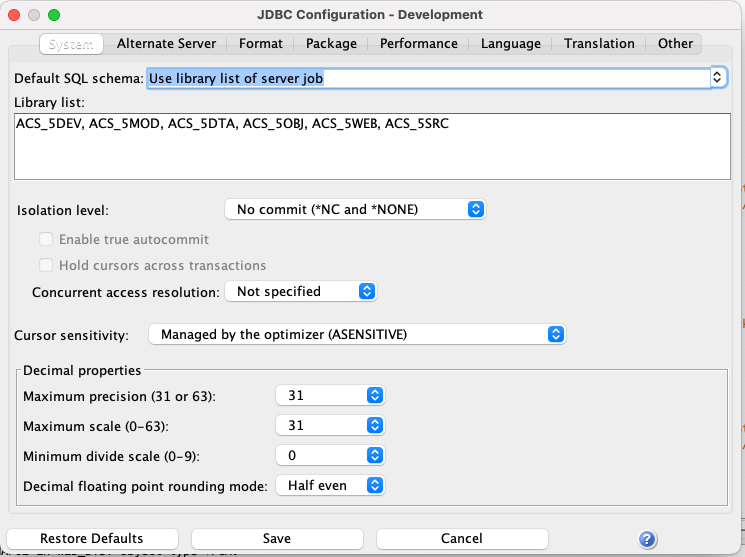 JDBC Configuration - Development
System Alternate Server Format Package Performance Language Translation Other
Default SQL schema: Use library list of server job
Library list:
ACS_5DEV, ACS_5MOD, ACS_5DTA, ACS_5OBJ, ACS_5WEB, ACS_5SRC
Isolation level: No commit (*NC and *NONE)
Enable true autocommit
Hold cursors across transactions
Concurrent access resolution: Not specified
Cursor sensitivity: Managed by the optimizer (ASENSITIVE)
Decimal properties
Maximum precision (31 or 63): 31
Maximum scale (0-63): 31
Minimum divide scale (0-9): 0
Decimal floating point rounding mode: Half even
Restore Defaults Save Cancel ?